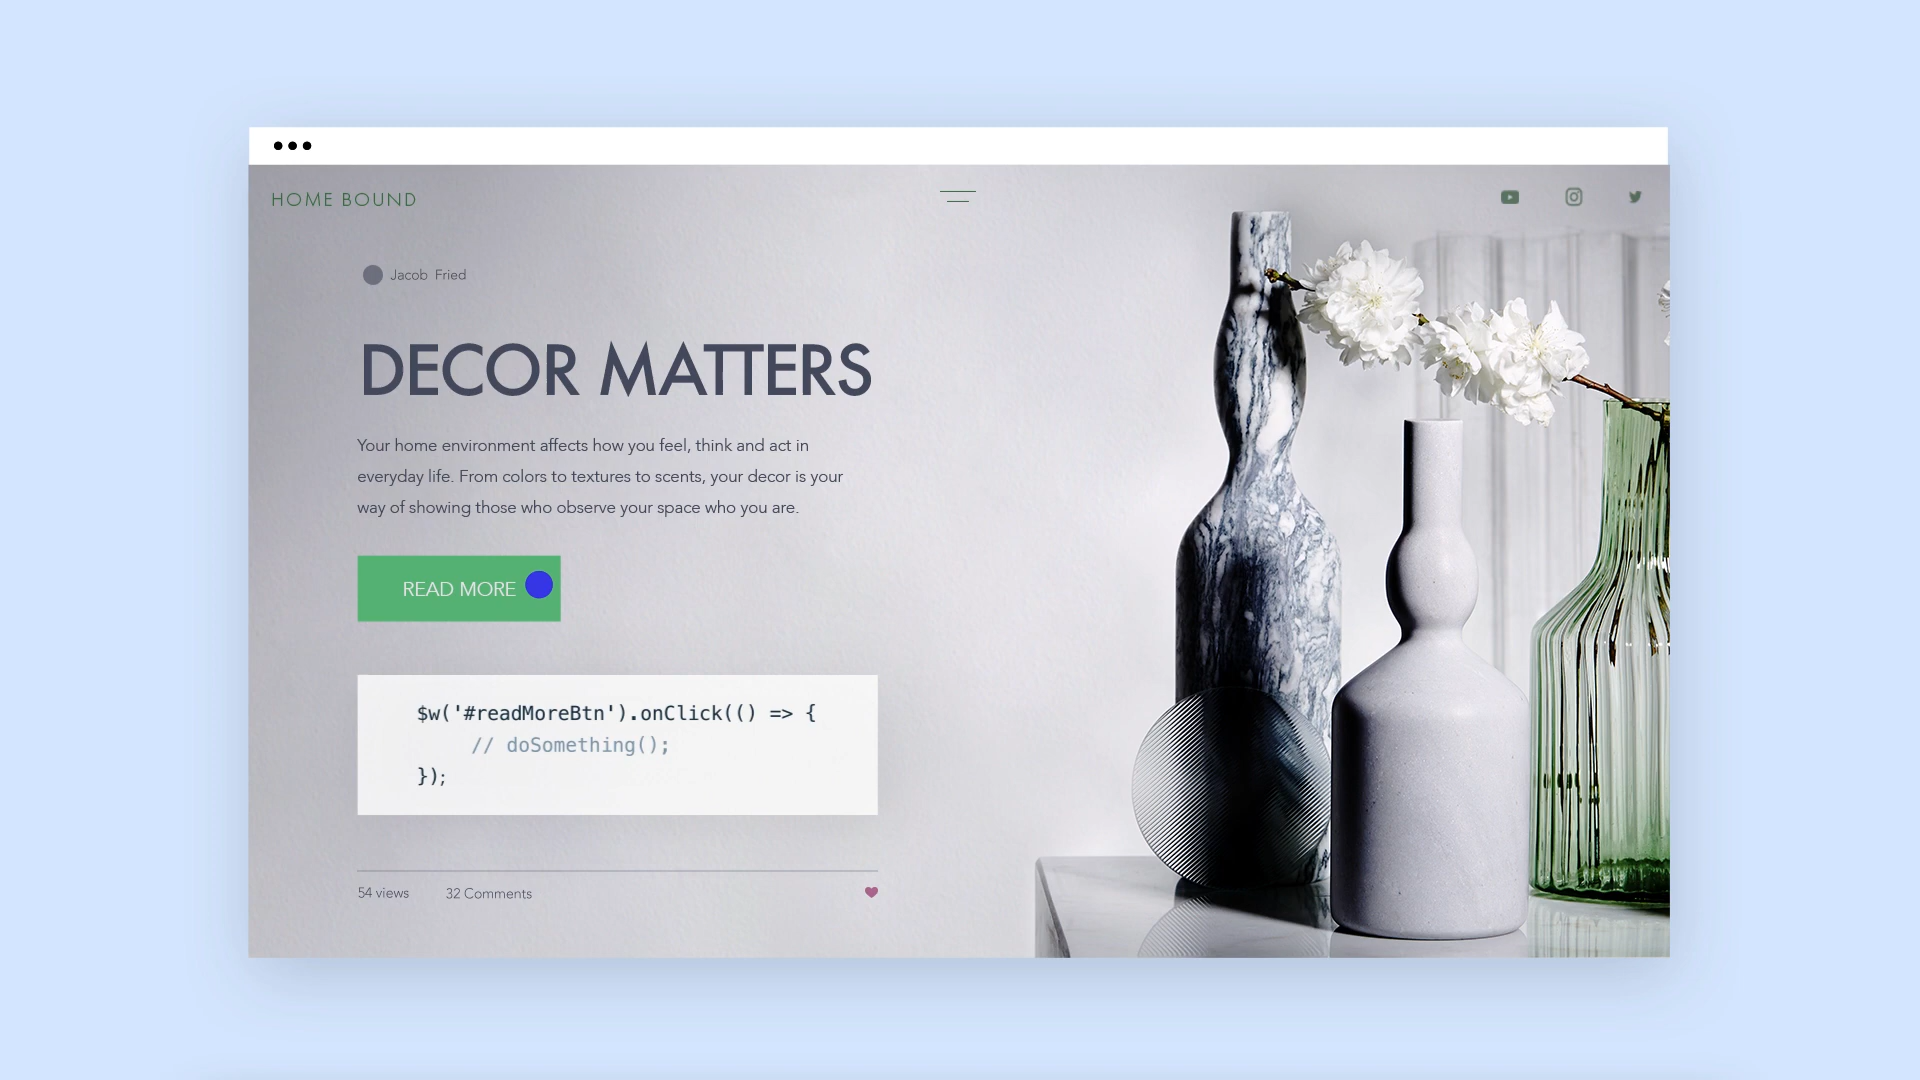 HOME BOUND
Jacob Fried
DECOR MATTERS
Your home environment affects how you feel, think and act in
everyday life. From colors to textures to scents, your decor is your
way of showing those who observe your space who you are.
READ MORE
$w('#readMoreBtn').onClick(() => {
// doSomething();
});
54 views 32 Comments